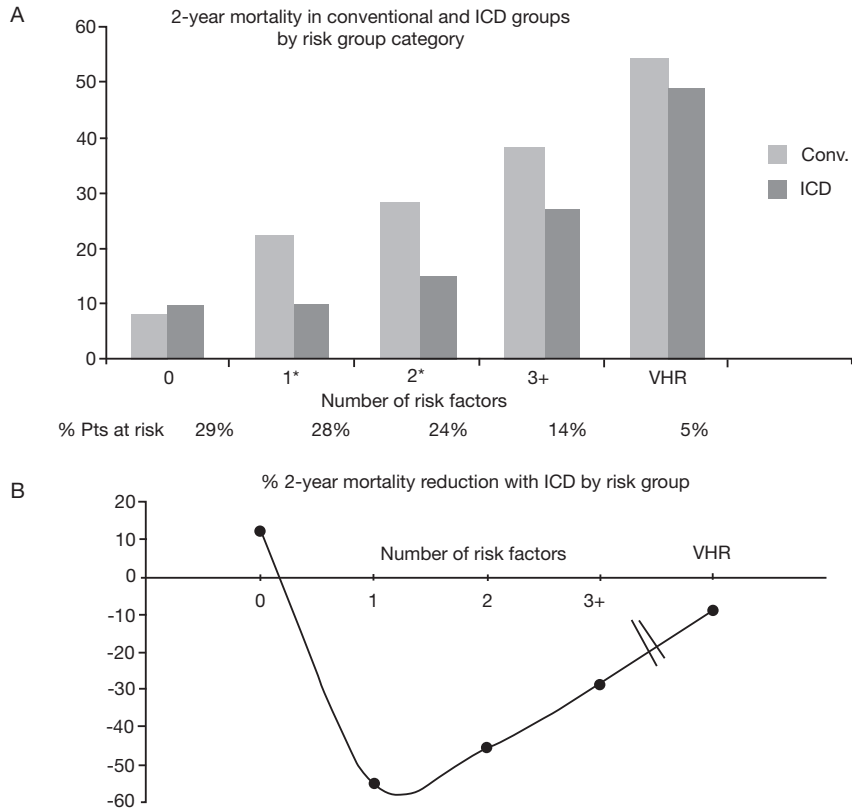 A
2-year mortality in conventional and ICD groups
by risk group category
60
50
40
30
20
10
0
Conv.
ICD
0 1* 2* 3+ VHR
Number of risk factors
% Pts at risk 29% 28% 24% 14% 5%
B
% 2-year mortality reduction with ICD by risk group
20
10
0
-10
-20
-30
-40
-50
-60
Number of risk factors VHR
0 1 2 3+